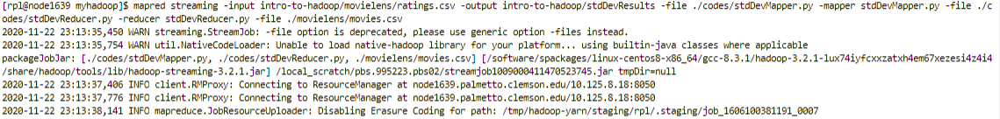 [rpl@node1639 myhadoop]$ mapred streaming -input intro-to-hadoop/movielens/ratings.csv -output intro-to-hadoop/stdDevResults -file ./codes/stdDevMapper.py -mapper stdDevMapper.py -file ./c
odes/stdDevReducer.py -reducer stdDevReducer.py -file ./movielens/movies.csv
2020-11-22 23:13:35,450 WARN streaming.StreamJob: -file option is deprecated, please use generic option -files instead.
2020-11-22 23:13:35,754 WARN util.NativeCodeLoader: Unable to load native-hadoop library for your platform... using builtin-java classes where applicable
packageJobJar: [./codes/stdDevMapper.py, ./codes/stdDevReducer.py, ./movielens/movies.csv] [/software/spackages/linux-centos8-x86_64/gcc-8.3.1/hadoop-3.2.1-lux74iyfcxxzatxh4em67xezesi4z4i4
/share/hadoop/tools/lib/hadoop-streaming-3.2.1.jar] /local_scratch/pbs.995223.pbs02/streamjob1009000411470523745.jar tmpDir=null
2020-11-22 23:13:37,406 INFO client.RMProxy: Connecting to ResourceManager at node1639.palmetto.clemson.edu/10.125.8.18:8050
2020-11-22 23:13:37,776 INFO client.RMProxy: Connecting to ResourceManager at node1639.palmetto.clemson.edu/10.125.8.18:8050
2020-11-22 23:13:38,141 INFO mapreduce.JobResourceUploader: Disabling Erasure Coding for path: /tmp/hadoop-yarn/staging/rpl/.staging/job_1606100381191_0007